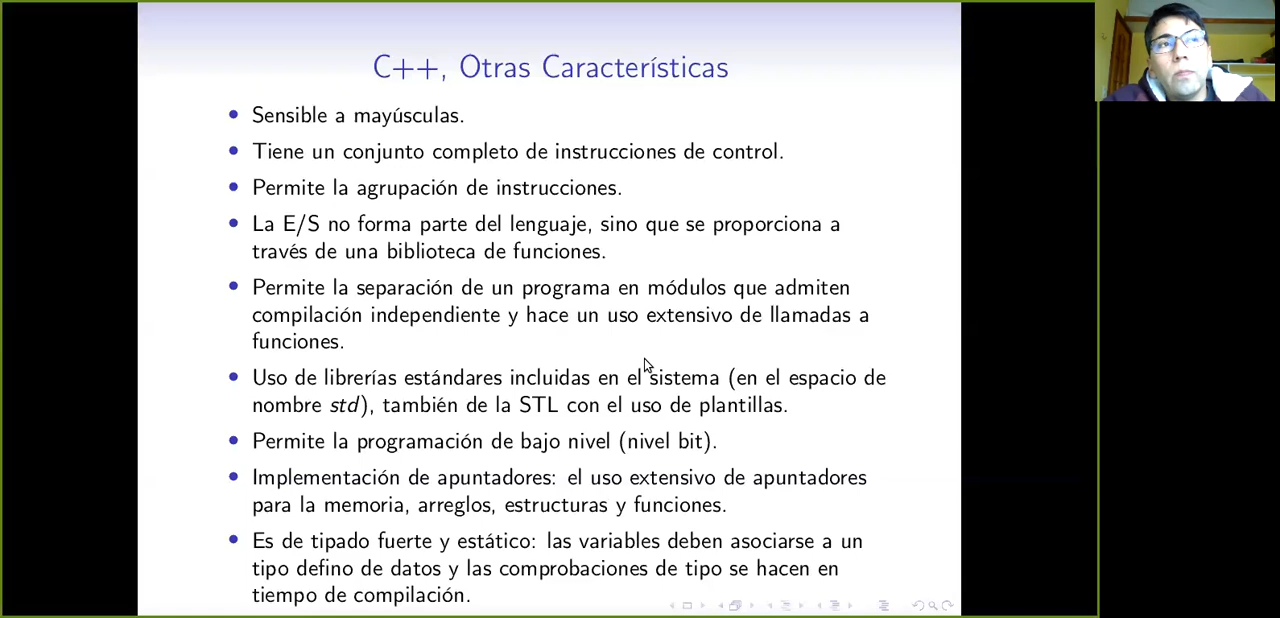 C++, Otras Características
• Sensible a mayúsculas.
• Tiene un conjunto completo de instrucciones de control.
• Permite la agrupación de instrucciones.
• La E/S no forma parte del lenguaje, sino que se proporciona a
través de una biblioteca de funciones.
• Permite la separación de un programa en módulos que admiten
compilación independiente y hace un uso extensivo de llamadas a
funciones.
• Uso de librerías estándares incluidas en el sistema (en el espacio de
nombre std), también de la STL con el uso de plantillas.
• Permite la programación de bajo nivel (nivel bit).
• Implementación de apuntadores: el uso extensivo de apuntadores
para la memoria, arreglos, estructuras y funciones.
• Es de tipado fuerte y estático: las variables deben asociarse a un
tipo defino de datos y las comprobaciones de tipo se hacen en
tiempo de compilación.